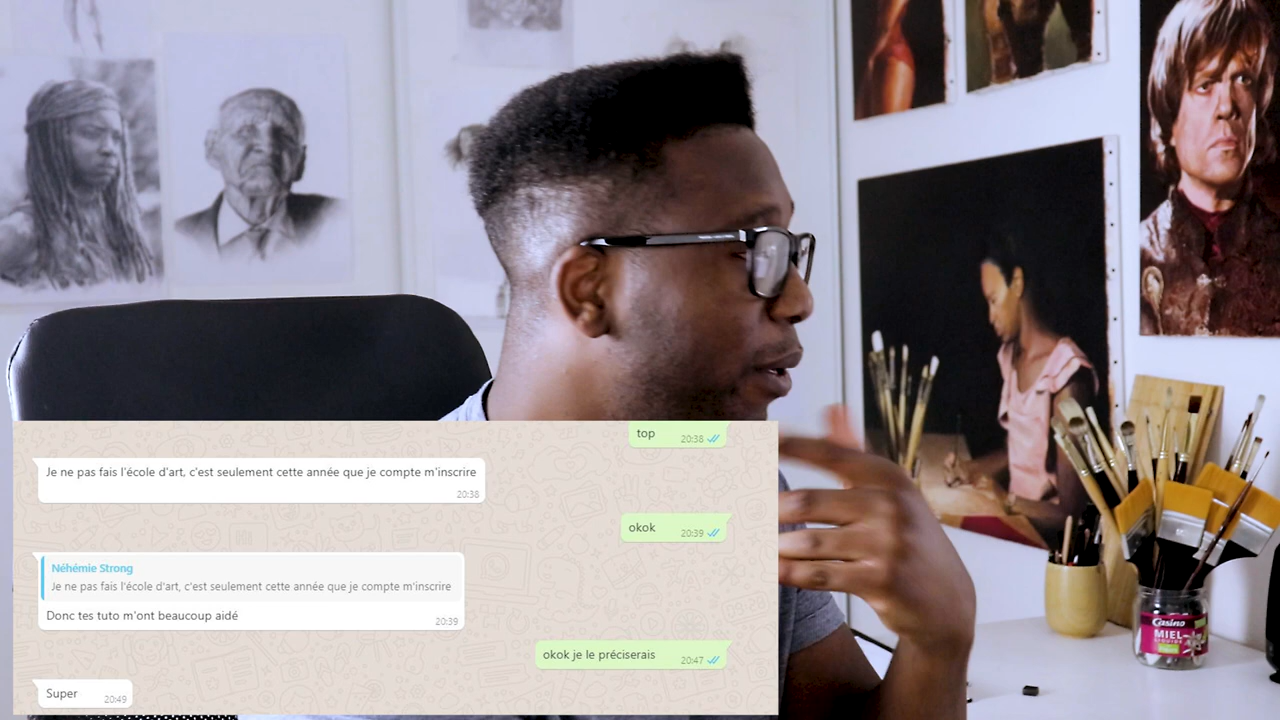 top
20:38
Je ne pas fais l'école d'art, c'est seulement cette année que je compte m'inscrire
20:38
okok
20:39
Néhémie Strong
Je ne pas fais l'école d'art, c'est seulement cette année que je compte m'inscrire
Donc tes tuto m'ont beaucoup aidé
20:39
okok je le préciserais
20:47
Super
20:49
Casino
MIEL